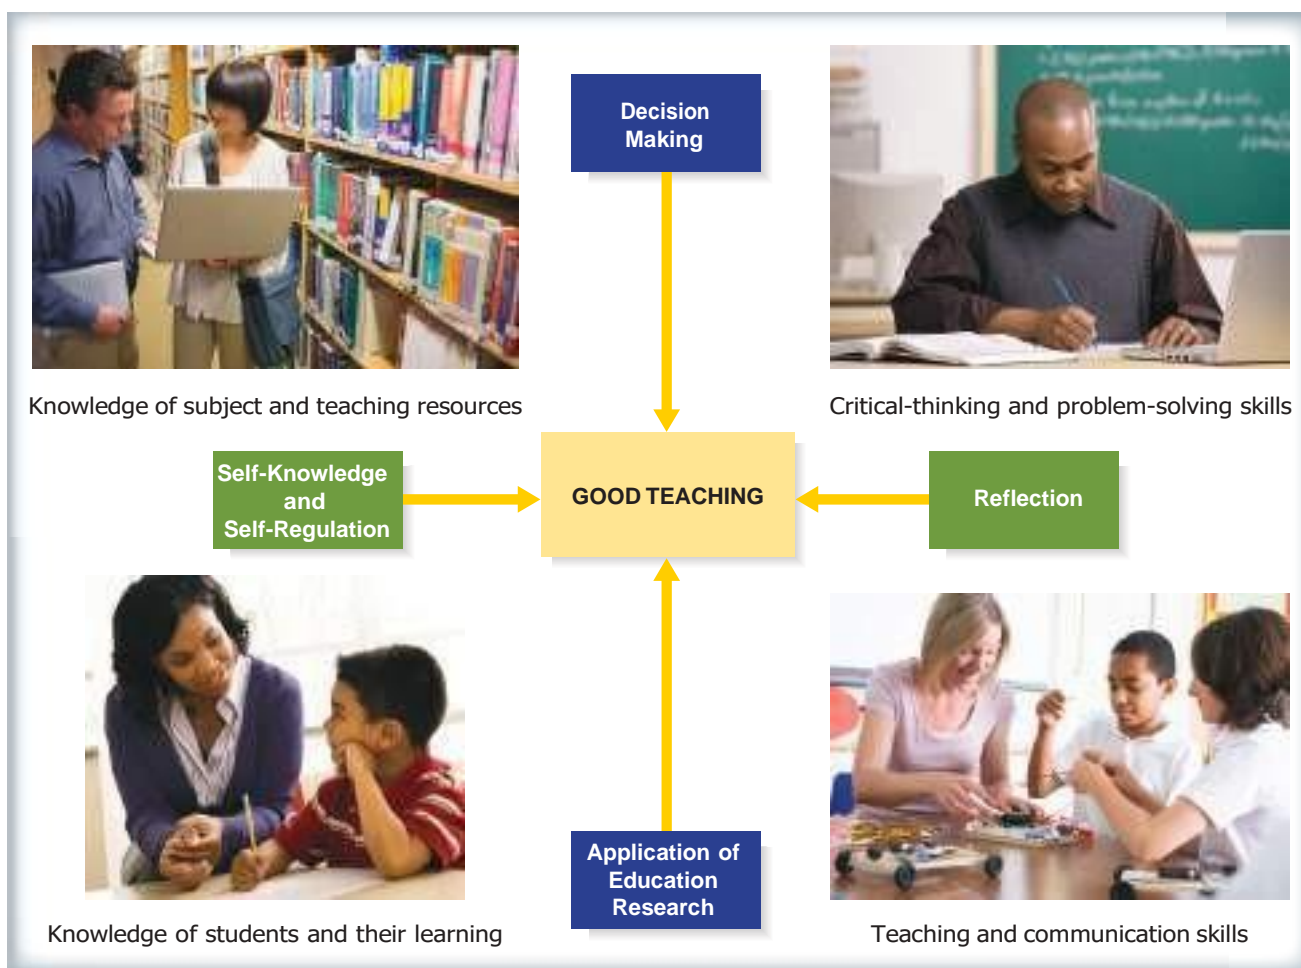 Decision
Making
Knowledge of subject and teaching resources
Critical-thinking and problem-solving skills
Self-Knowledge
and
Self-Regulation
GOOD TEACHING
Reflection
Application of
Education
Research
Knowledge of students and their learning
Teaching and communication skills